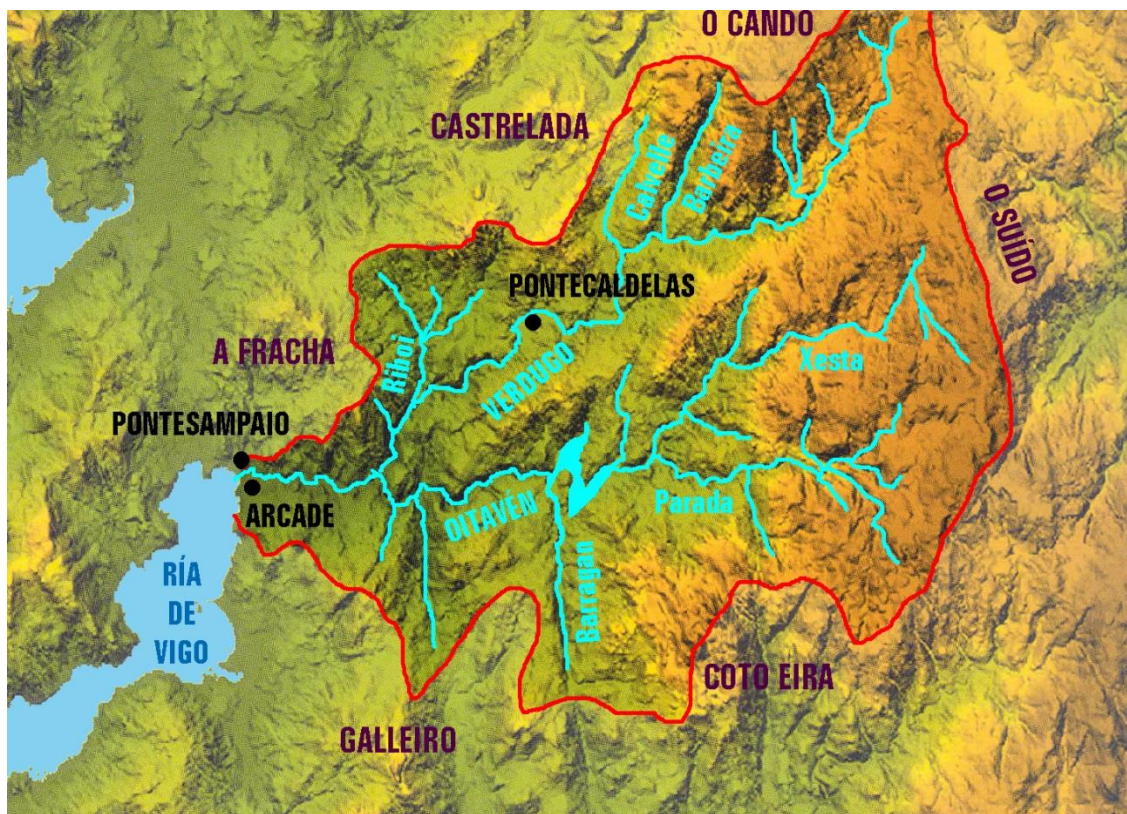 O CANDO
CASTRELADA
Calvelle
Barbeira
O SUÍDO
PONTECALDELAS
A FRACHA
Riboi
VERDUGO
Xesta
PONTESAMPAIO
ARCADE
OITAVÉN
Parada
RÍA
DE
VIGO
Barragan
COTO EIRA
GALLEIRO